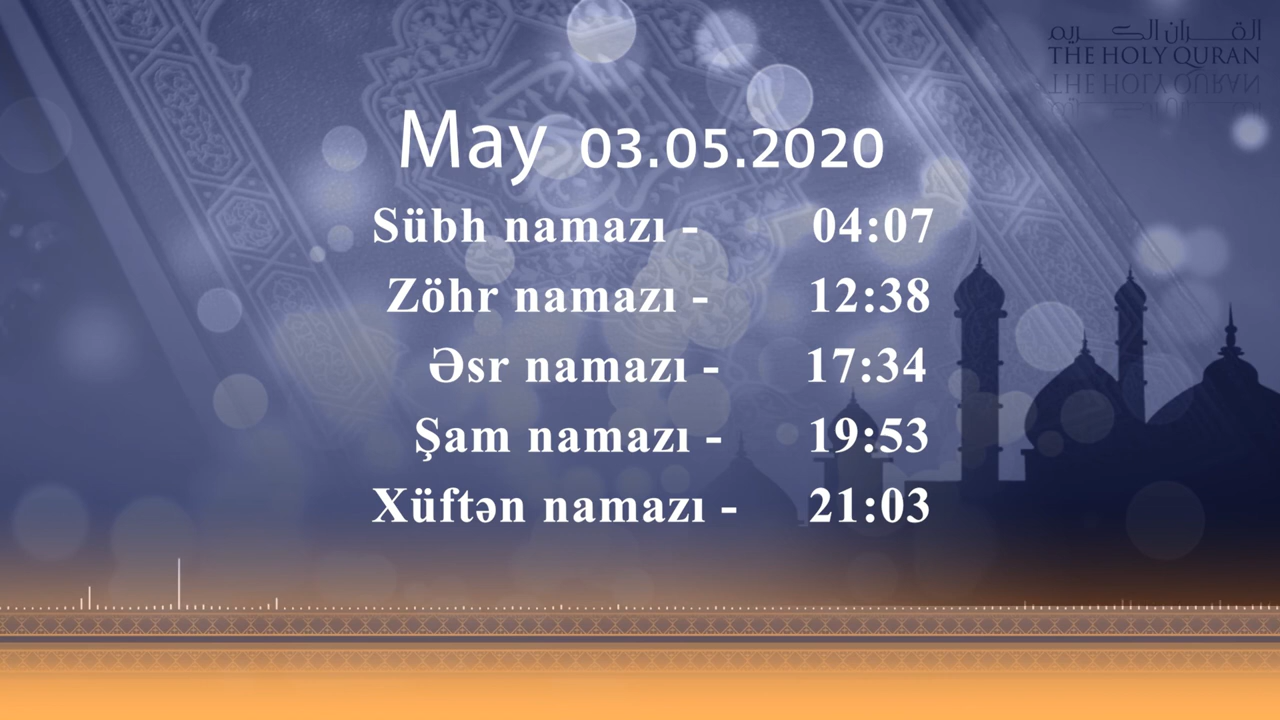 القرآن الكريم
THE HOLY QURAN
May 03.05.2020
Sübh namazı - 04:07
Zöhr namazı - 12:38
Əsr namazı - 17:34
Şam namazı - 19:53
Xüftən namazı - 21:03